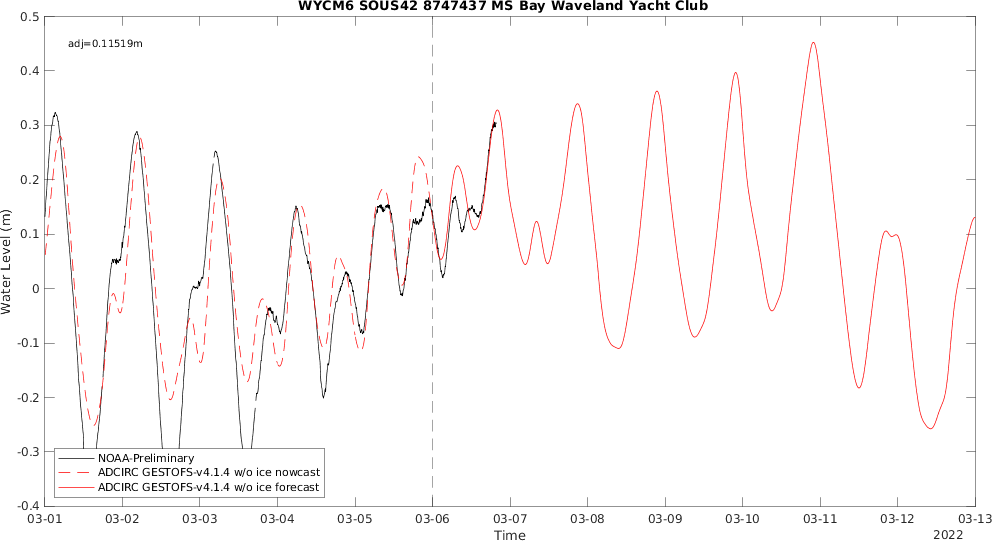 WYCM6 SOUS42 8747437 MS Bay Waveland Yacht Club
adj=0.11519m
0.5
0.4
0.3
0.2
0.1
0
-0.1
-0.2
-0.3
-0.4
Water Level (m)
NOAA-Preliminary
ADCIRC GESTOFS-v4.1.4 w/o ice nowcast
ADCIRC GESTOFS-v4.1.4 w/o ice forecast
03-01 03-02 03-03 03-04 03-05 03-06 03-07 03-08 03-09 03-10 03-11 03-12 03-13
Time
2022